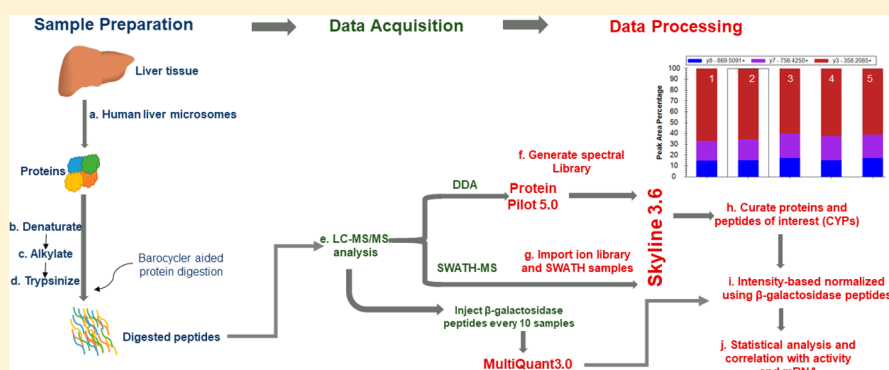 Sample Preparation
Data Acquisition
Data Processing
Liver tissue
a. Human liver microsomes
Proteins
b. Denaturate
c. Alkylate
d. Trypsinize
Barocycler aided
protein digestion
Digested peptides
e. LC-MS/MS
analysis
DDA
SWATH-MS
Inject β-galactosidase
peptides every 10 samples
MultiQuant3.0
f. Generate spectral
Library
Protein
Pilot 5.0
g. Import ion library
and SWATH samples
Skyline 3.6
y8 - 869.5091+
y7 - 756.4250+
y3 - 358.2085+
Peak Area Percentage
100
90
80
70
60
50
40
30
20
10
0
1
2
3
4
5
h. Curate proteins and
peptides of interest (CYPs)
i. Intensity-based normalized
using β-galactosidase peptides
j. Statistical analysis and
correlation with activity
and mRNA